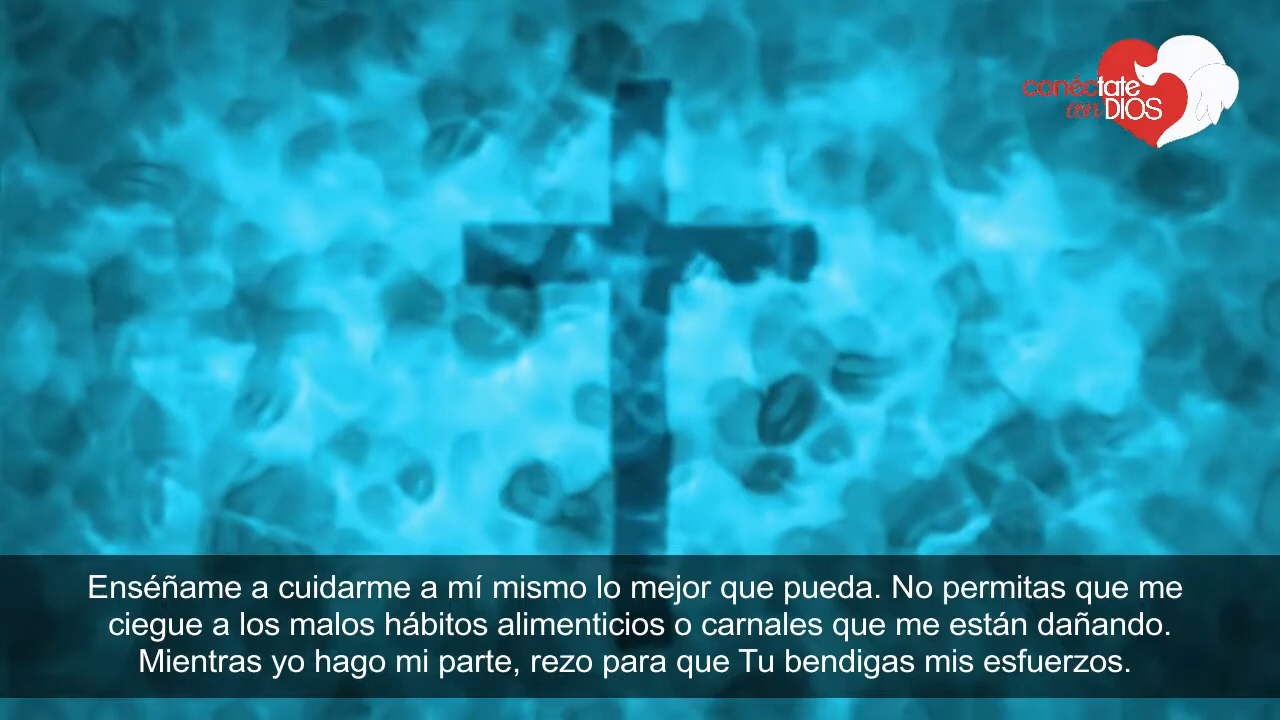 conéctate
con DIOS
Enséñame a cuidarme a mí mismo lo mejor que pueda. No permitas que me
ciegue a los malos hábitos alimenticios o carnales que me están dañando.
Mientras yo hago mi parte, rezo para que Tu bendigas mis esfuerzos.